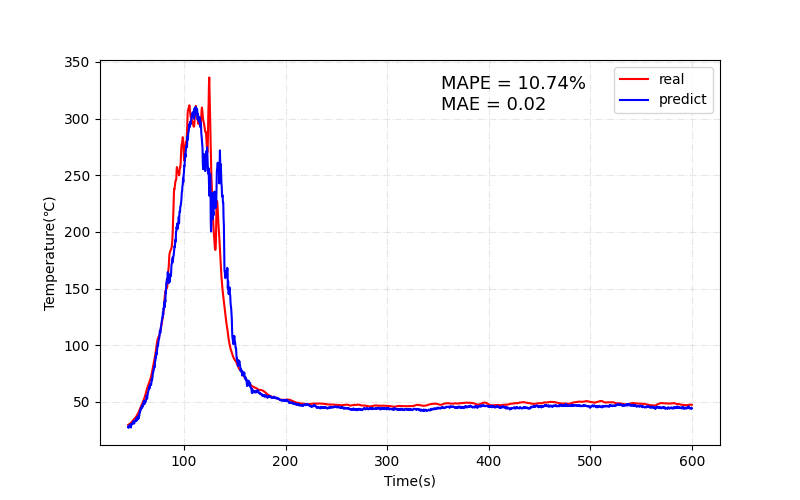 MAPE = 10.74%
MAE = 0.02
real
predict
350
300
250
200
150
100
50
Temperature(℃)
100 200 300 400 500 600
Time(s)